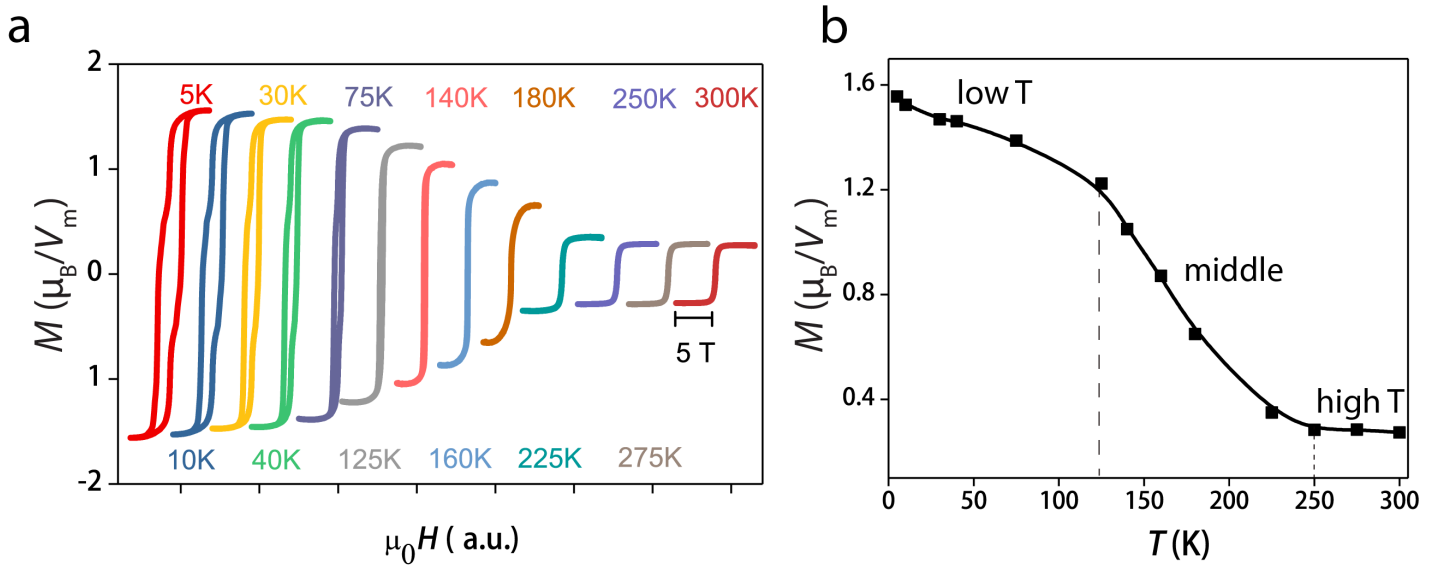 a
2
1
0
1
-2
M (μB/Vm)
5K 30K 75K 140K 180K 250K 300K
5 T
10K 40K 125K 160K 225K 275K
μ0H ( a.u.)
b
1.6
1.2
0.8
0.4
M (μB/Vm)
low T
middle
high T
0 50 100 150 200 250 300
T (K)